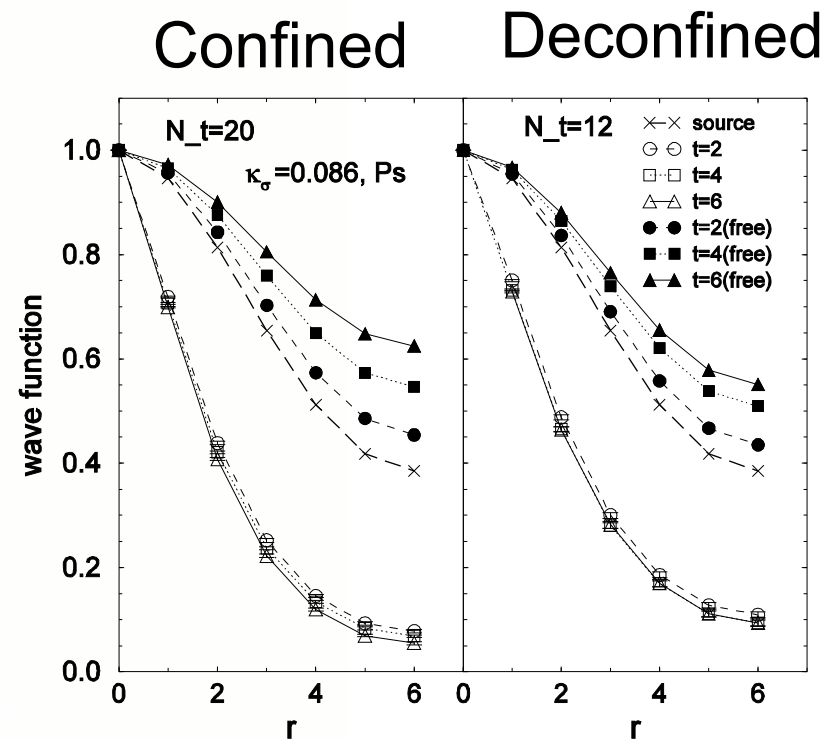 Confined
Deconfined
N_t=20
κσ=0.086, Ps
N_t=12
source
t=2
t=4
t=6
t=2(free)
t=4(free)
t=6(free)
wave function
1.0
0.8
0.6
0.4
0.2
0.0
0 2 4 6
0 2 4 6
r
r